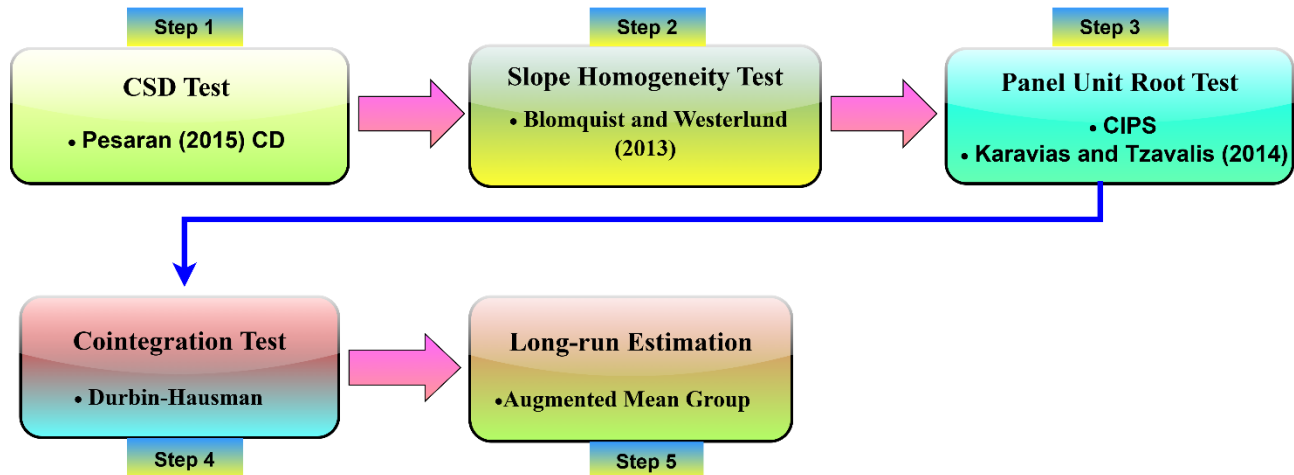 Step 1
CSD Test
• Pesaran (2015) CD
Step 2
Slope Homogeneity Test
• Blomquist and Westerlund
(2013)
Step 3
Panel Unit Root Test
• CIPS
• Karavias and Tzavalis (2014)
Cointegration Test
• Durbin-Hausman
Step 4
Long-run Estimation
•Augmented Mean Group
Step 5